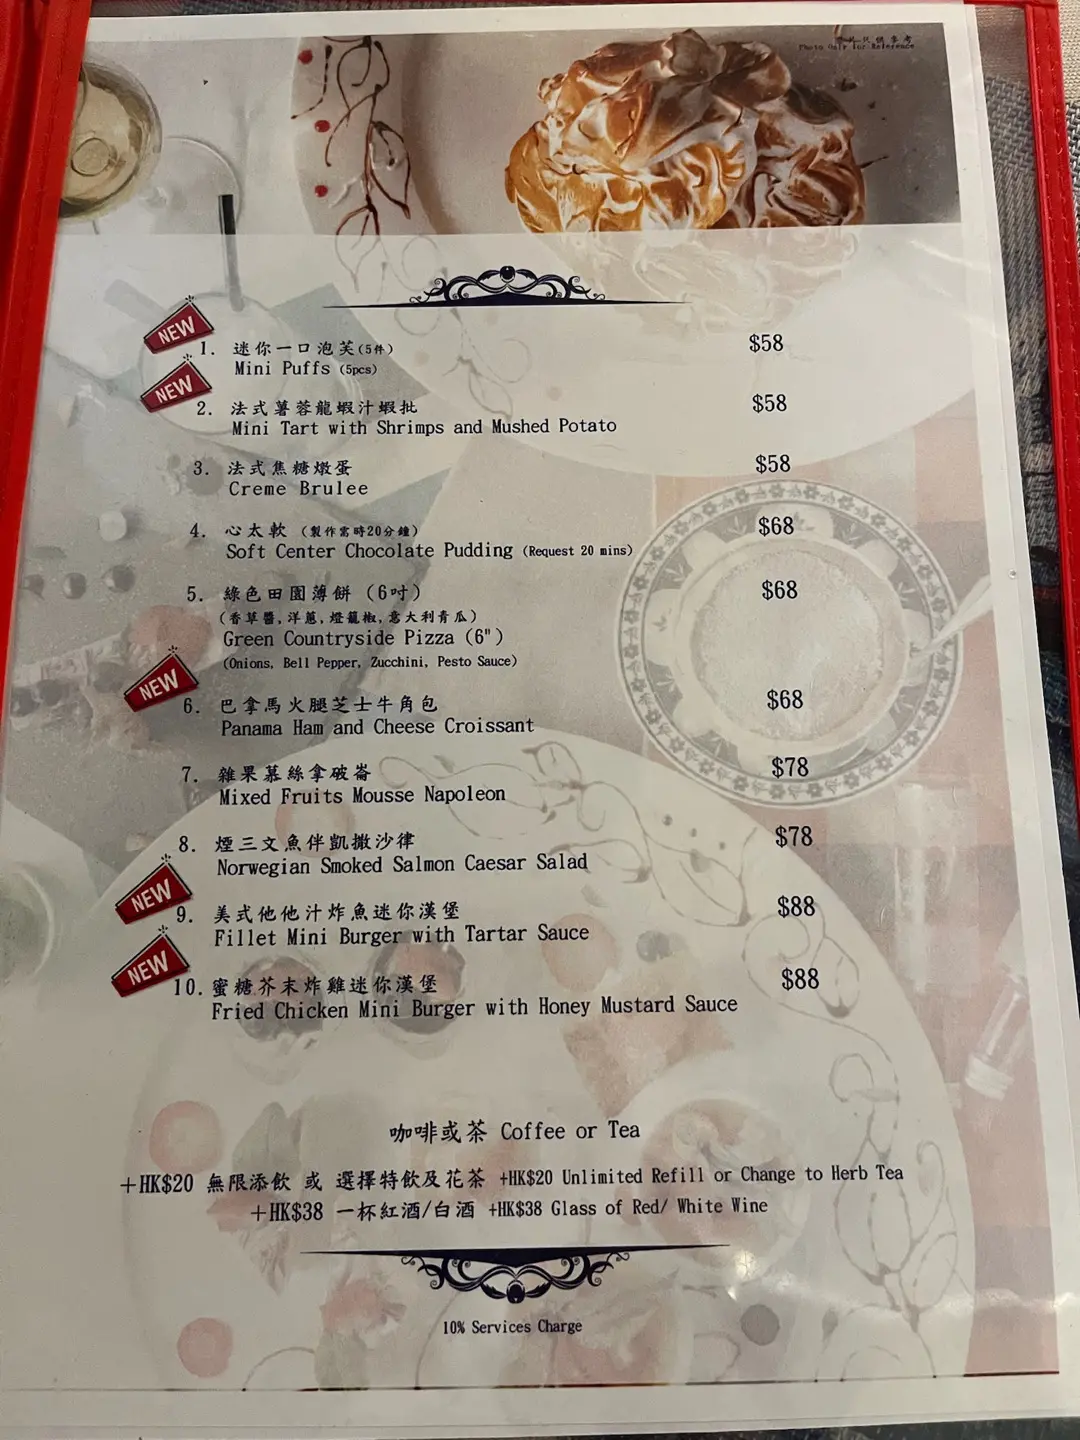 圖片只供參考
Photo Only for Reference
NEW
1. 迷你一口泡芙(5件) $58
Mini Puffs (5pcs)
NEW
2. 法式薯蓉龍蝦汁蝦批 $58
Mini Tart with Shrimps and Mushed Potato
3. 法式焦糖燉蛋 $58
Creme Brulee
4. 心太軟 (製作需時20分鐘) $68
Soft Center Chocolate Pudding (Request 20 mins)
5. 綠色田園薄餅 (6吋) $68
(香草醬,洋蔥,燈籠椒,意大利青瓜)
Green Countryside Pizza (6")
(Onions, Bell Pepper, Zucchini, Pesto Sauce)
NEW
6. 巴拿馬火腿芝士牛角包 $68
Panama Ham and Cheese Croissant
7. 雜果慕絲拿破崙 $78
Mixed Fruits Mousse Napoleon
8. 煙三文魚伴凱撒沙律 $78
Norwegian Smoked Salmon Caesar Salad
NEW
9. 美式他他汁炸魚迷你漢堡 $88
Fillet Mini Burger with Tartar Sauce
NEW
10. 蜜糖芥末炸雞迷你漢堡 $88
Fried Chicken Mini Burger with Honey Mustard Sauce
咖啡或茶 Coffee or Tea
+HK$20 無限添飲 或 選擇特飲及花茶 +HK$20 Unlimited Refill or Change to Herb Tea
+HK$38 一杯紅酒/白酒 +HK$38 Glass of Red/ White Wine
10% Services Charge